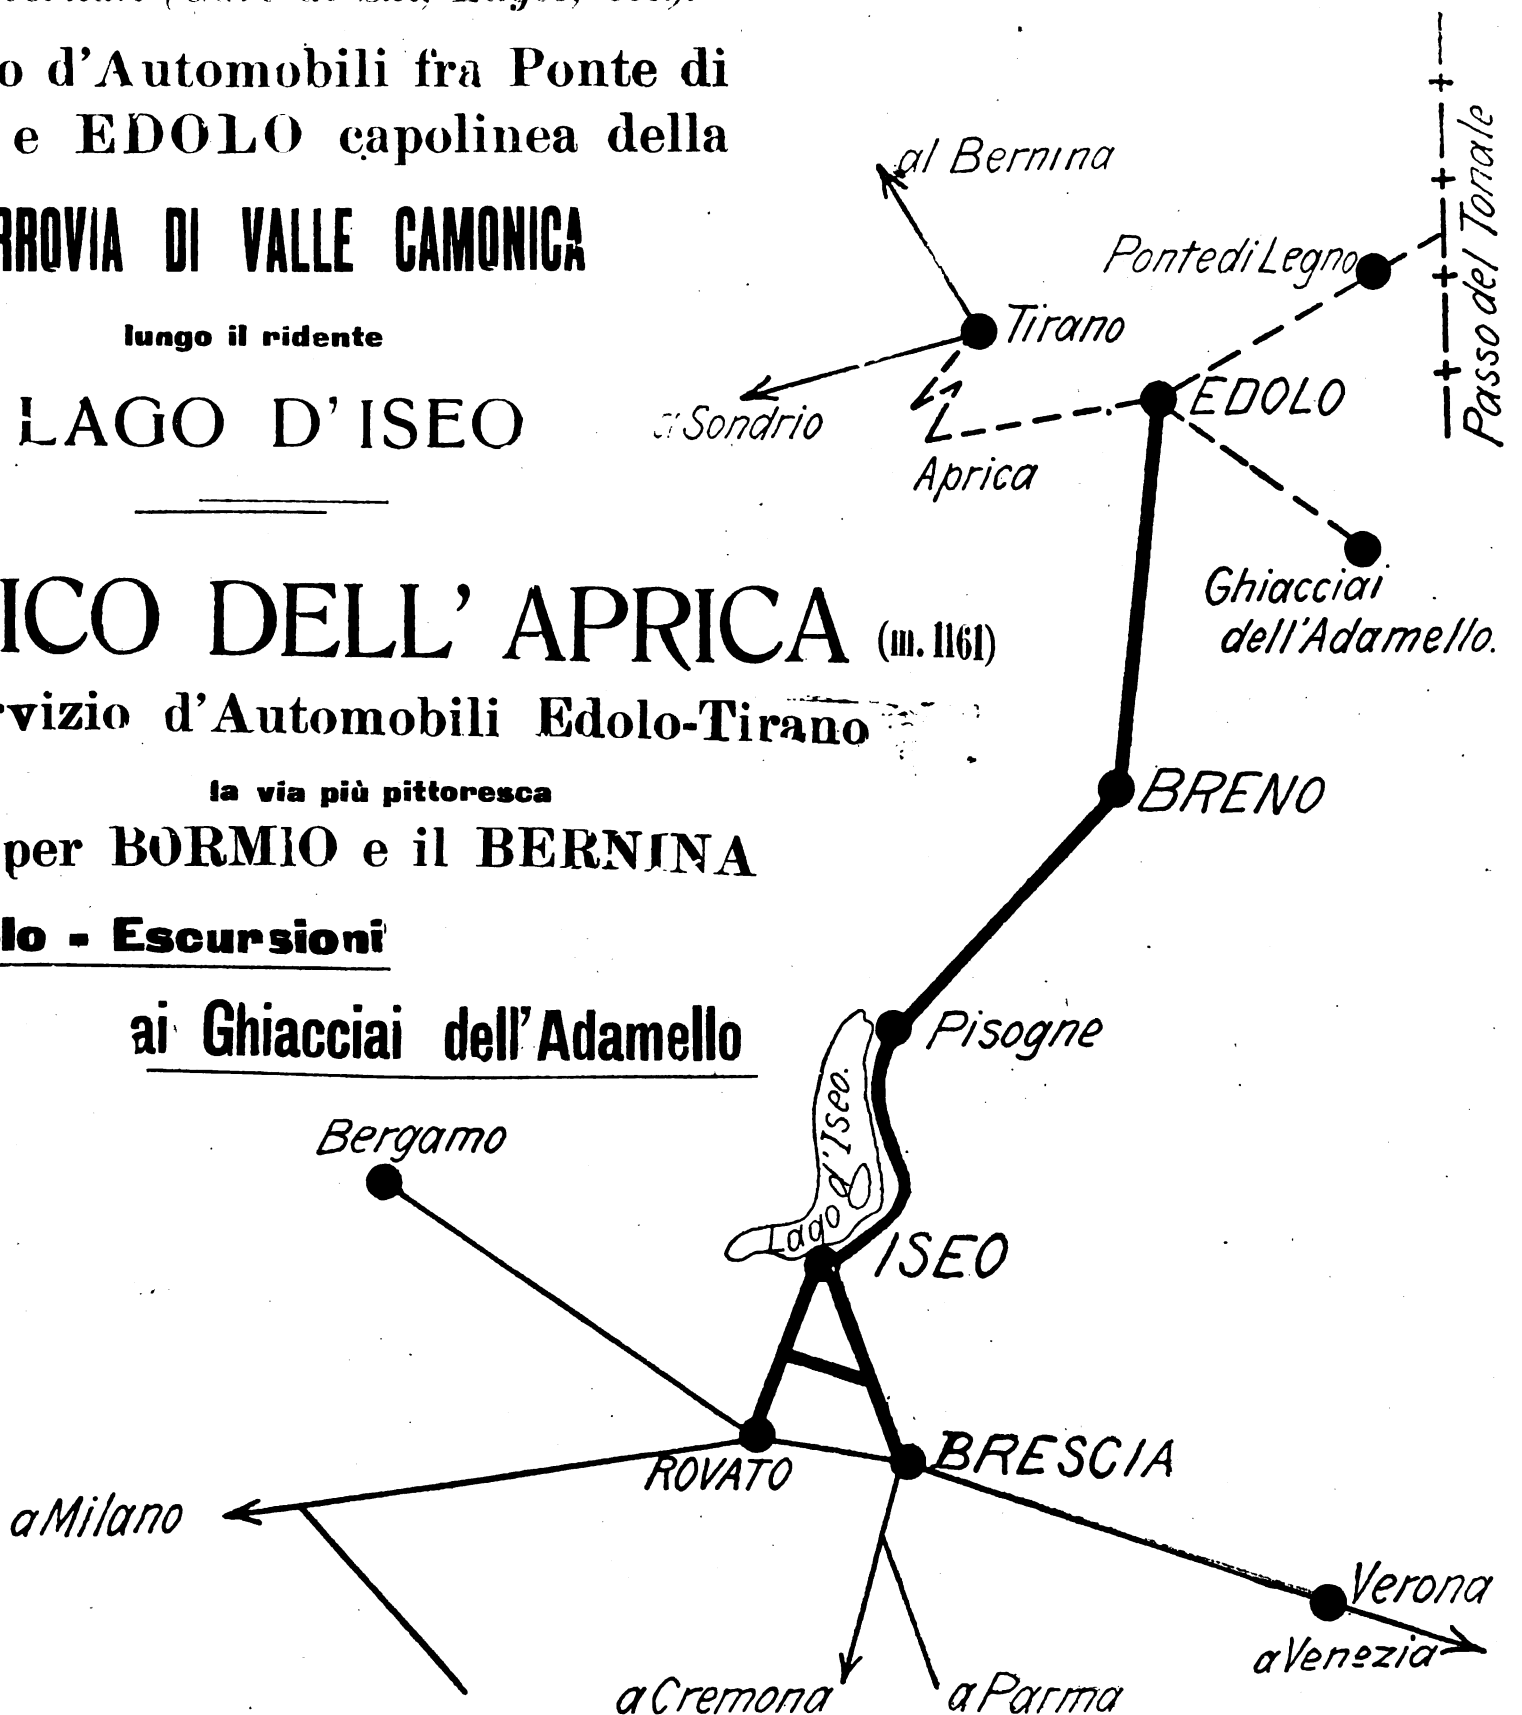 o d'Automobili fra Ponte di
e EDOLO capolinea della
RROVIA DI VALLE CAMONICA
lungo il ridente
LAGO D'ISEO
ICO DELL'APRICA (m. 1161)
rvizio d'Automobili Edolo-Tirano
la via più pittoresca
per BORMIO e il BERNINA
lo - Escursioni
ai Ghiacciai dell'Adamello
al Bernina
Passo del Tonale
Ponte di Legno
Tirano
EDOLO
a Sondrio
Aprica
Ghiacciai
dell'Adamello.
BRENO
Pisogne
Lago d'Iseo.
Bergamo
ISEO
ROVATO
BRESCIA
a Milano
Verona
a Venezia
a Cremona
a Parma